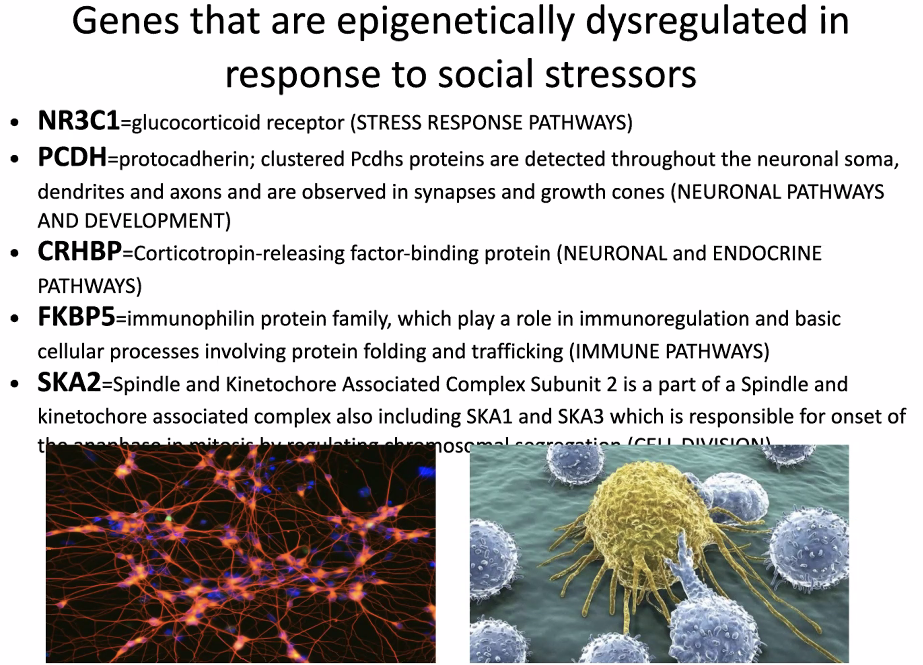 Genes that are epigenetically dysregulated in
response to social stressors
• NR3C1=glucocorticoid receptor (STRESS RESPONSE PATHWAYS)
• PCDH=protocadherin; clustered Pcdhs proteins are detected throughout the neuronal soma,
dendrites and axons and are observed in synapses and growth cones (NEURONAL PATHWAYS
AND DEVELOPMENT)
• CRHBP=Corticotropin-releasing factor-binding protein (NEURONAL and ENDOCRINE
PATHWAYS)
• FKBP5=immunophilin protein family, which play a role in immunoregulation and basic
cellular processes involving protein folding and trafficking (IMMUNE PATHWAYS)
• SKA2=Spindle and Kinetochore Associated Complex Subunit 2 is a part of a Spindle and
kinetochore associated complex also including SKA1 and SKA3 which is responsible for onset of
the anaphase in mitosis by regulating chromosomal segregation (CELL DIVISION)